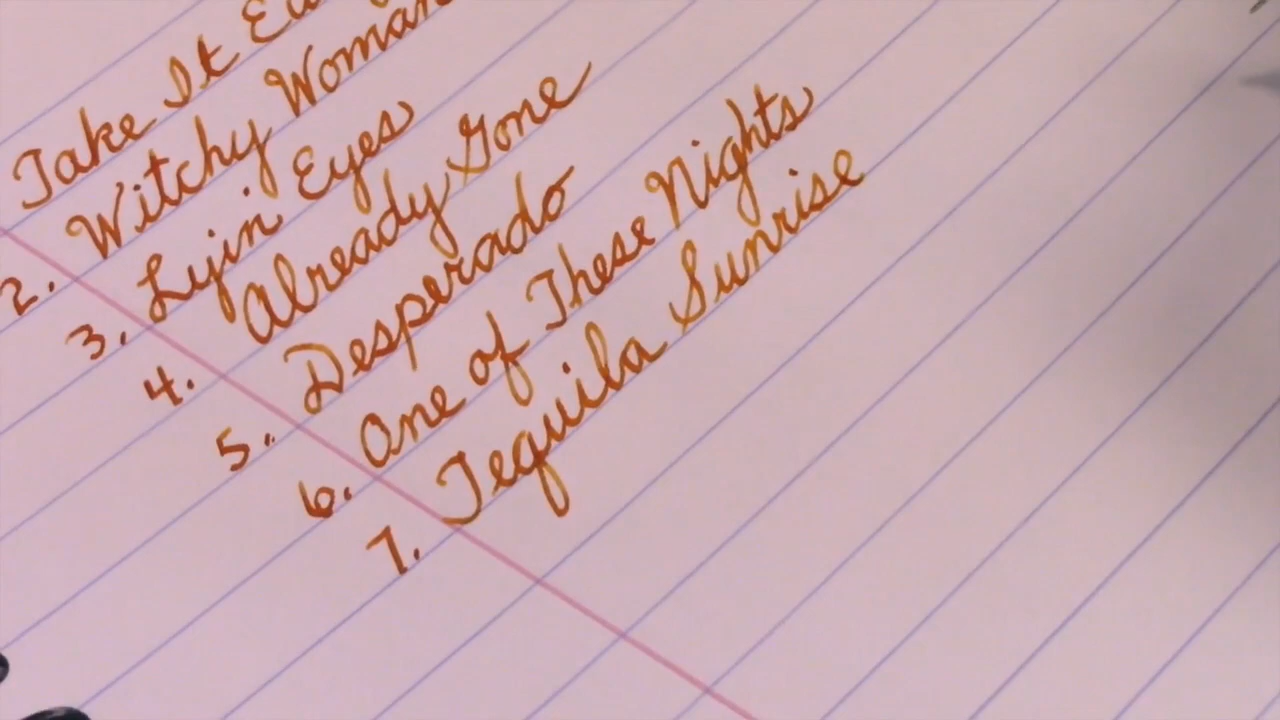 Take It Ea
2. Witchy Woman
3. Lyin Eyes
4. Already Gone
5. Desperado
6. One of These Nights
7. Tequila Sunrise